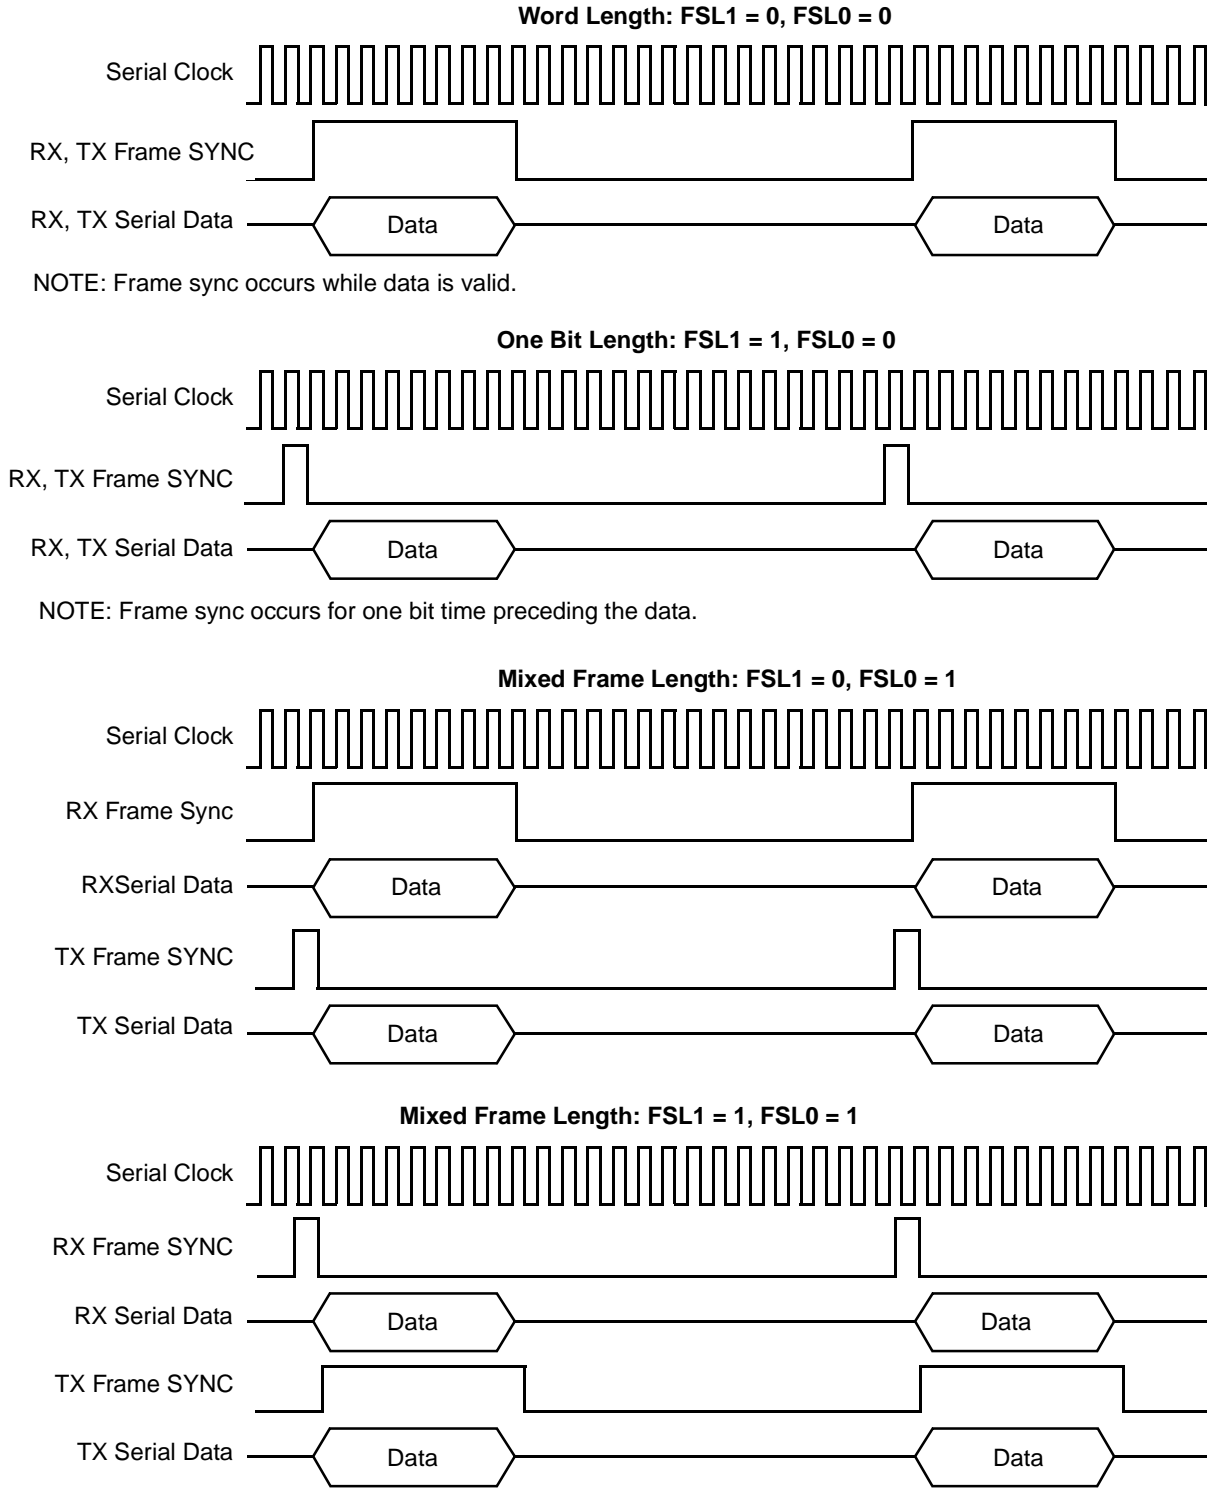 Word Length: FSL1 = 0, FSL0 = 0
Serial Clock
RX, TX Frame SYNC
RX, TX Serial Data
Data
Data
NOTE: Frame sync occurs while data is valid.
One Bit Length: FSL1 = 1, FSL0 = 0
Serial Clock
RX, TX Frame SYNC
RX, TX Serial Data
Data
Data
NOTE: Frame sync occurs for one bit time preceding the data.
Mixed Frame Length: FSL1 = 0, FSL0 = 1
Serial Clock
RX Frame Sync
RXSerial Data
Data
Data
TX Frame SYNC
TX Serial Data
Data
Data
Mixed Frame Length: FSL1 = 1, FSL0 = 1
Serial Clock
RX Frame SYNC
RX Serial Data
Data
Data
TX Frame SYNC
TX Serial Data
Data
Data